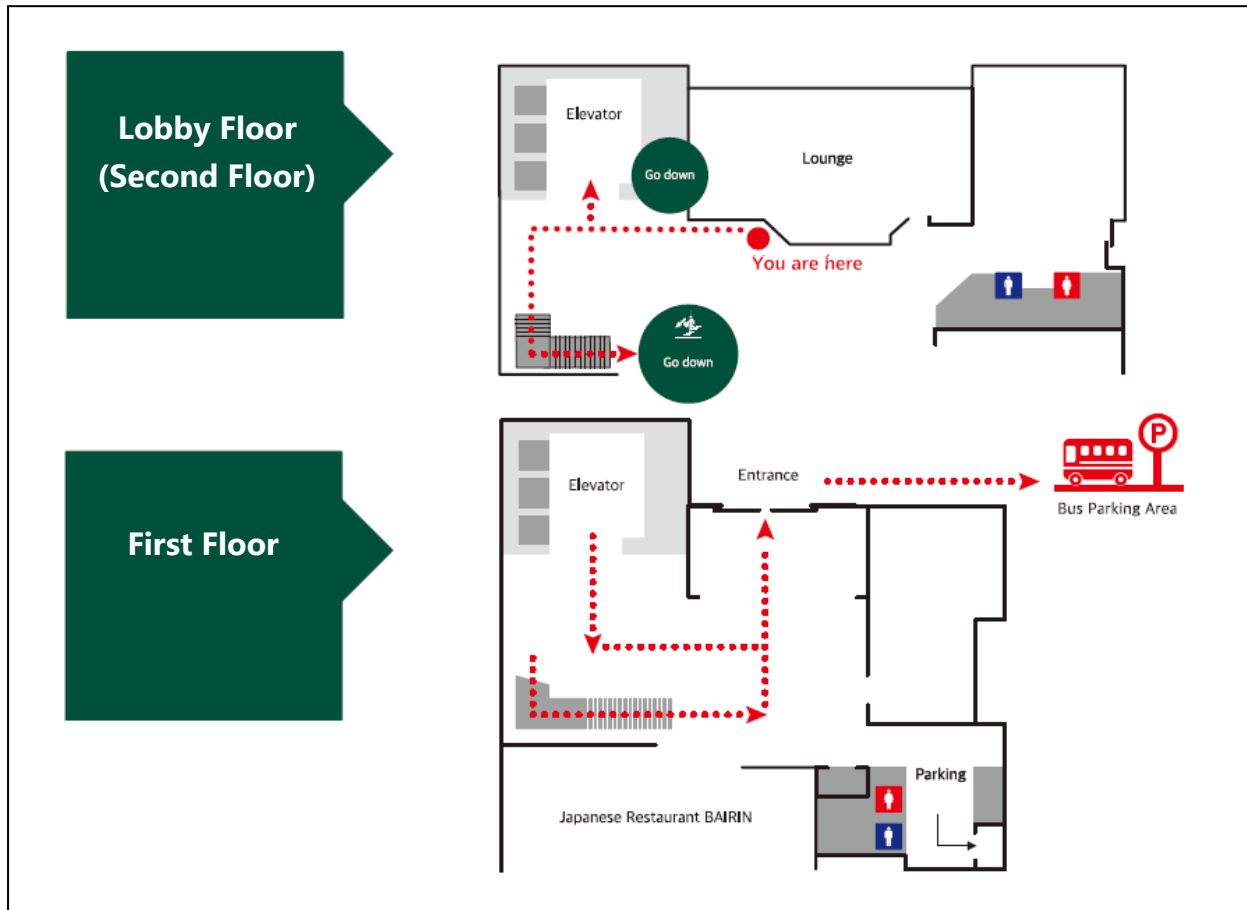 Lobby Floor
(Second Floor)
Elevator
Go down
Lounge
You are here
Go down
First Floor
Elevator
Entrance
P
Bus Parking Area
Parking
Japanese Restaurant BAIRIN